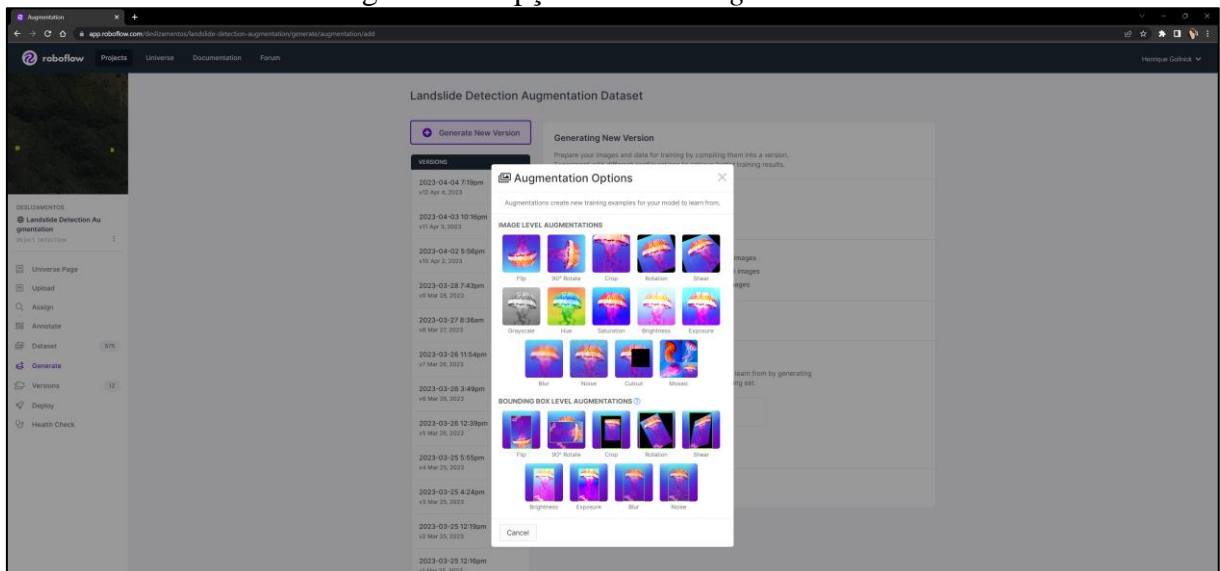 Augmentation
app.roboflow.com/deslizamentos/landslide-detection-augmentation/generate/augmentation/add
roboflow
Projects
Universe
Documentation
Forum
Henrique Gollnick
DESLIZAMENTOS
Landslide Detection Au
gmentation
Object Detection
Universe Page
Upload
Assign
Annotate
Dataset 575
Generate
Versions 12
Deploy
Health Check
Landslide Detection Augmentation Dataset
Generate New Version
VERSIONS
2023-04-04 7:19pm
v12 Apr 4, 2023
2023-04-03 10:16pm
v11 Apr 3, 2023
2023-04-02 5:56pm
v10 Apr 2, 2023
2023-03-28 7:43pm
v9 Mar 28, 2023
2023-03-27 8:36am
v8 Mar 27, 2023
2023-03-26 11:54pm
v7 Mar 26, 2023
2023-03-26 3:49pm
v6 Mar 26, 2023
2023-03-26 12:39pm
v5 Mar 26, 2023
2023-03-25 5:55pm
v4 Mar 25, 2023
2023-03-25 4:24pm
v3 Mar 25, 2023
2023-03-25 12:19pm
v2 Mar 25, 2023
2023-03-25 12:16pm
Generating New Version
Prepare your images and data for training by compiling them into a version.
training results.
images
images
ages
learn from by generating
ng set.
Augmentation Options
Augmentations create new training examples for your model to learn from.
IMAGE LEVEL AUGMENTATIONS
Flip 90° Rotate Crop Rotation Shear
Grayscale Hue Saturation Brightness Exposure
Blur Noise Cutout Mosaic
BOUNDING BOX LEVEL AUGMENTATIONS
Flip 90° Rotate Crop Rotation Shear
Brightness Exposure Blur Noise
Cancel